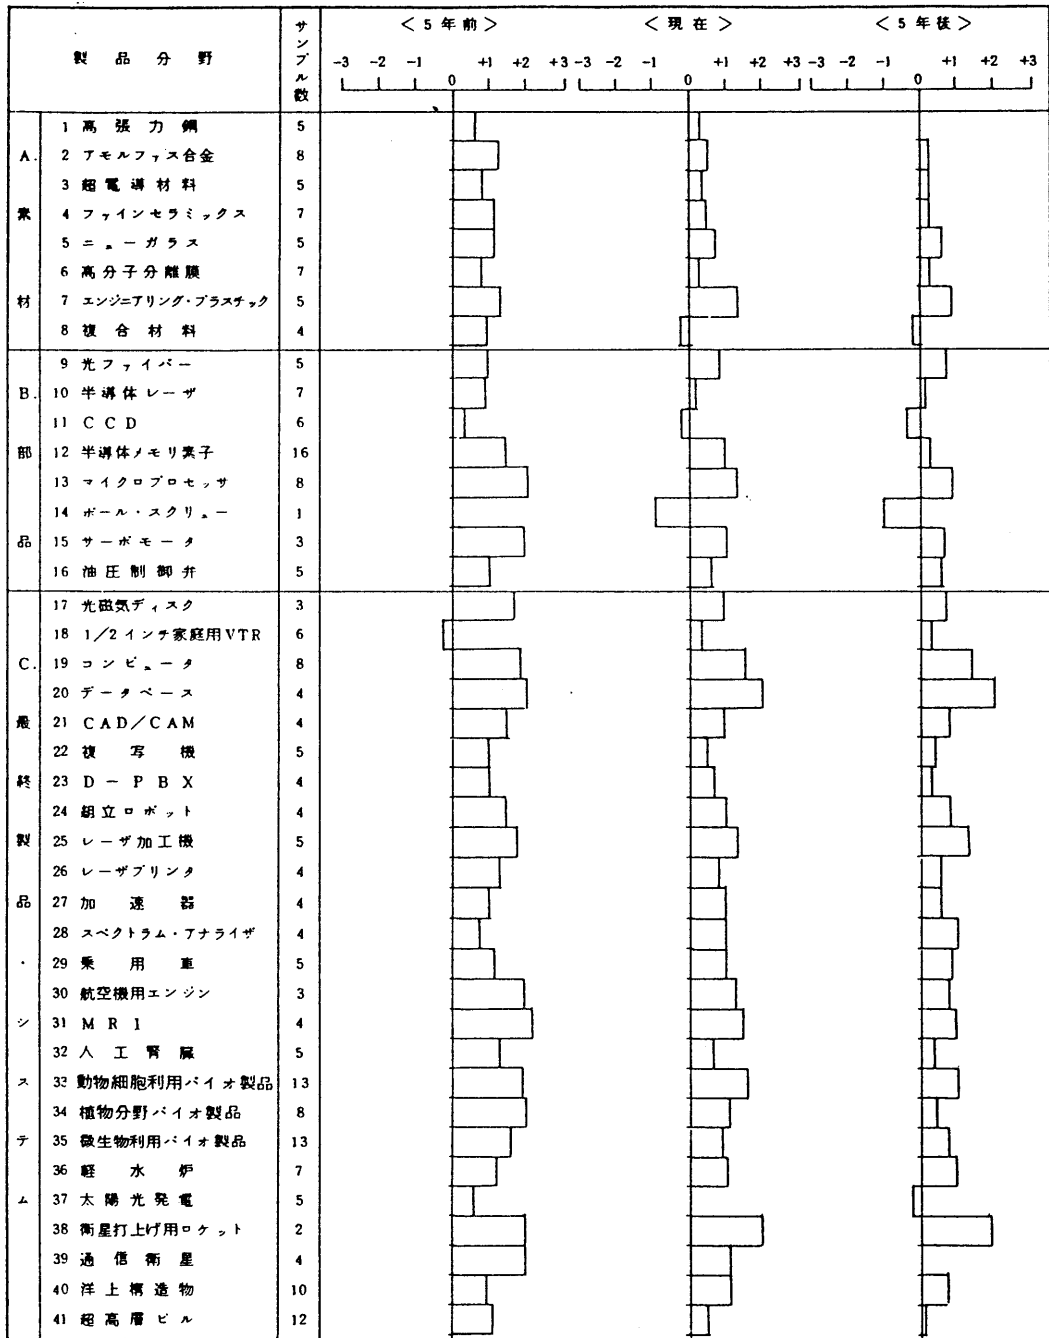 製品分野 サンプル数 <5年前> <現在> <5年後>
-3 -2 -1 0 +1 +2 +3 -3 -2 -1 0 +1 +2 +3 -3 -2 -1 0 +1 +2 +3
A.素材
1 高張力鋼 5
2 アモルファス合金 8
3 超電導材料 5
4 ファインセラミックス 7
5 ニューガラス 5
6 高分子分離膜 7
7 エンジニアリング・プラスチック 5
8 複合材料 4
B.部品
9 光ファイバー 5
10 半導体レーザ 7
11 CCD 6
12 半導体メモリ素子 16
13 マイクロプロセッサ 8
14 ボール・スクリュー 1
15 サーボモータ 3
16 油圧制御弁 5
C.最終製品・システム
17 光磁気ディスク 3
18 1/2インチ家庭用VTR 6
19 コンピュータ 8
20 データベース 4
21 CAD/CAM 4
22 複写機 5
23 D-PBX 4
24 組立ロボット 4
25 レーザ加工機 5
26 レーザプリンタ 4
27 加速器 4
28 スペクトラム・アナライザ 4
29 乗用車 5
30 航空機用エンジン 3
31 MRI 4
32 人工腎臓 5
33 動物細胞利用バイオ製品 13
34 植物分野バイオ製品 8
35 微生物利用バイオ製品 13
36 軽水炉 7
37 太陽光発電 5
38 衛星打上げ用ロケット 2
39 通信衛星 4
40 洋上構造物 10
41 超高層ビル 12